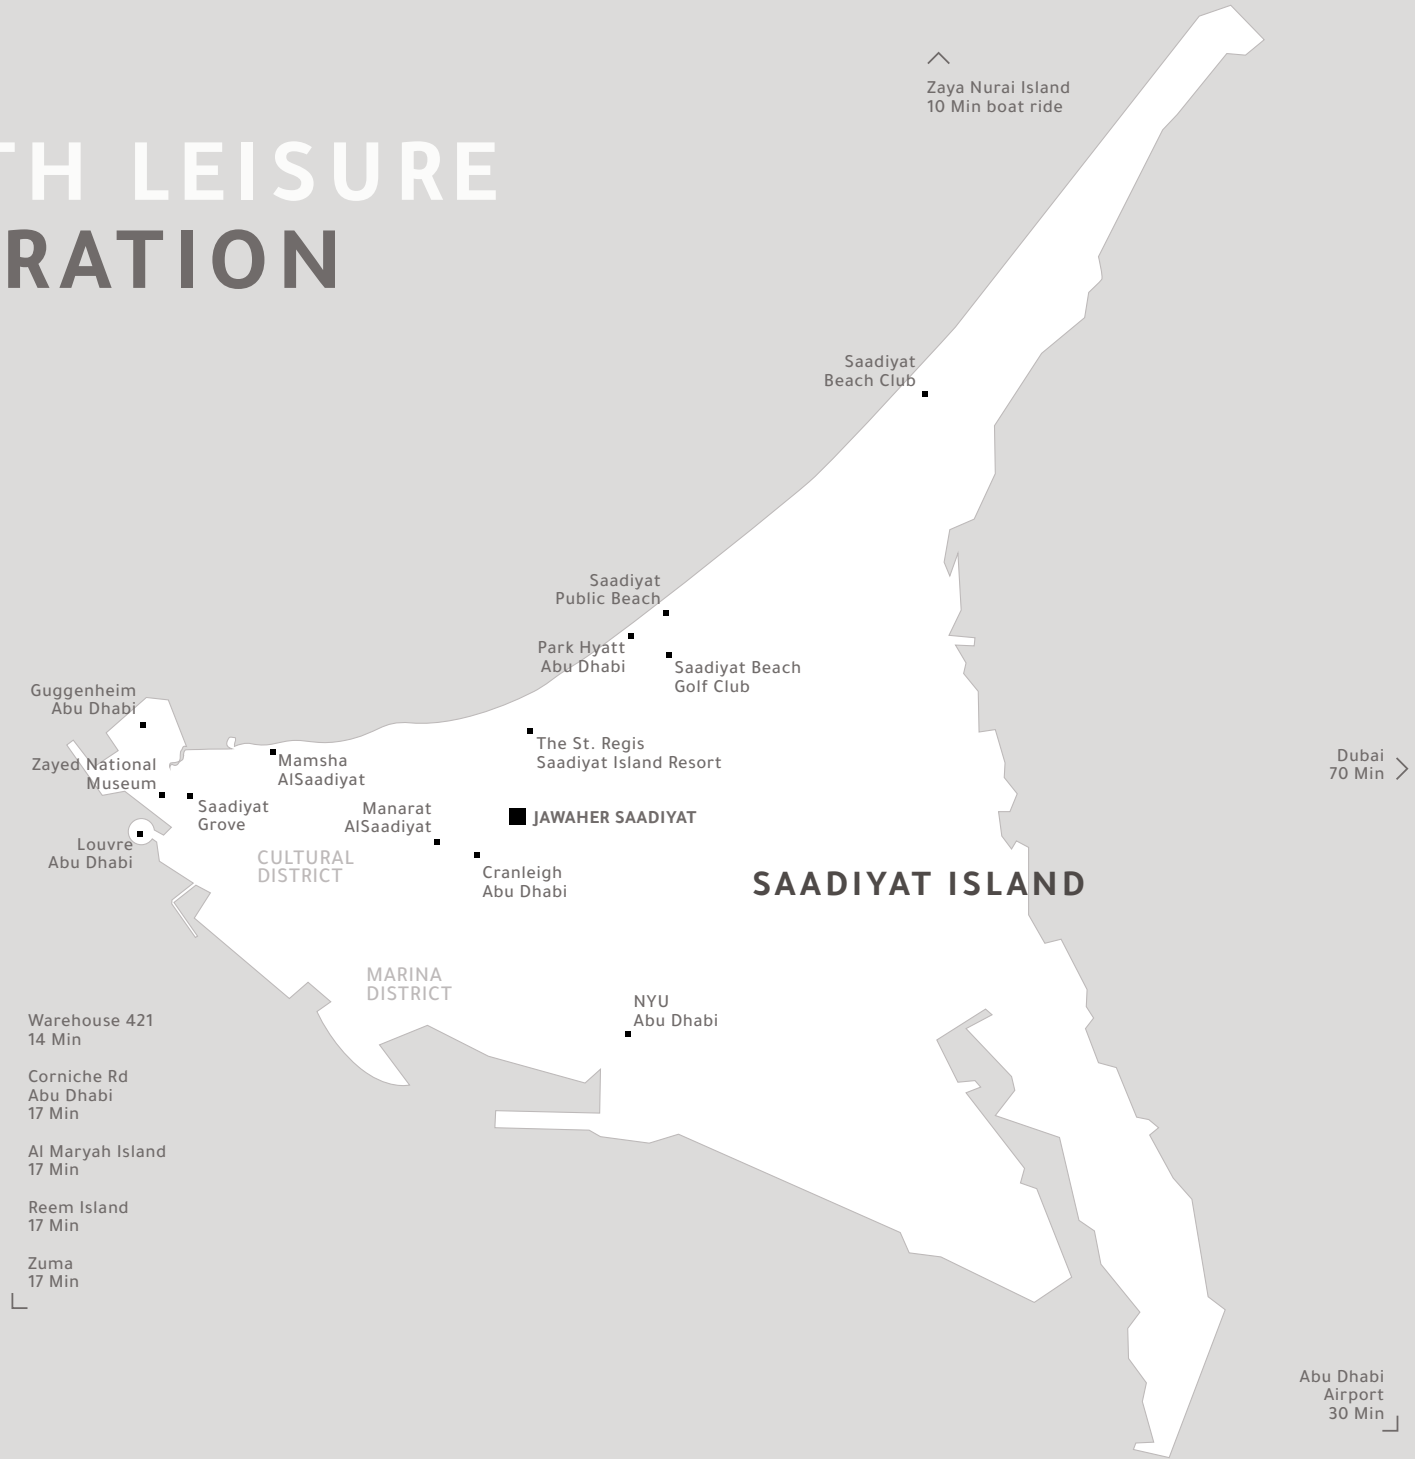 Zaya Nurai Island
10 Min boat ride
TH LEISURE
RATION
Saadiyat
Beach Club
Saadiyat
Public Beach
Park Hyatt
Abu Dhabi
Saadiyat Beach
Golf Club
Guggenheim
Abu Dhabi
The St. Regis
Saadiyat Island Resort
Mamsha
AlSaadiyat
Zayed National
Museum
Dubai
70 Min
Saadiyat
Grove
Manarat
AlSaadiyat
JAWAHER SAADIYAT
Louvre
Abu Dhabi
CULTURAL
DISTRICT
Cranleigh
Abu Dhabi
SAADIYAT ISLAND
MARINA
DISTRICT
NYU
Abu Dhabi
Warehouse 421
14 Min
Corniche Rd
Abu Dhabi
17 Min
Al Maryah Island
17 Min
Reem Island
17 Min
Zuma
17 Min
Abu Dhabi
Airport
30 Min